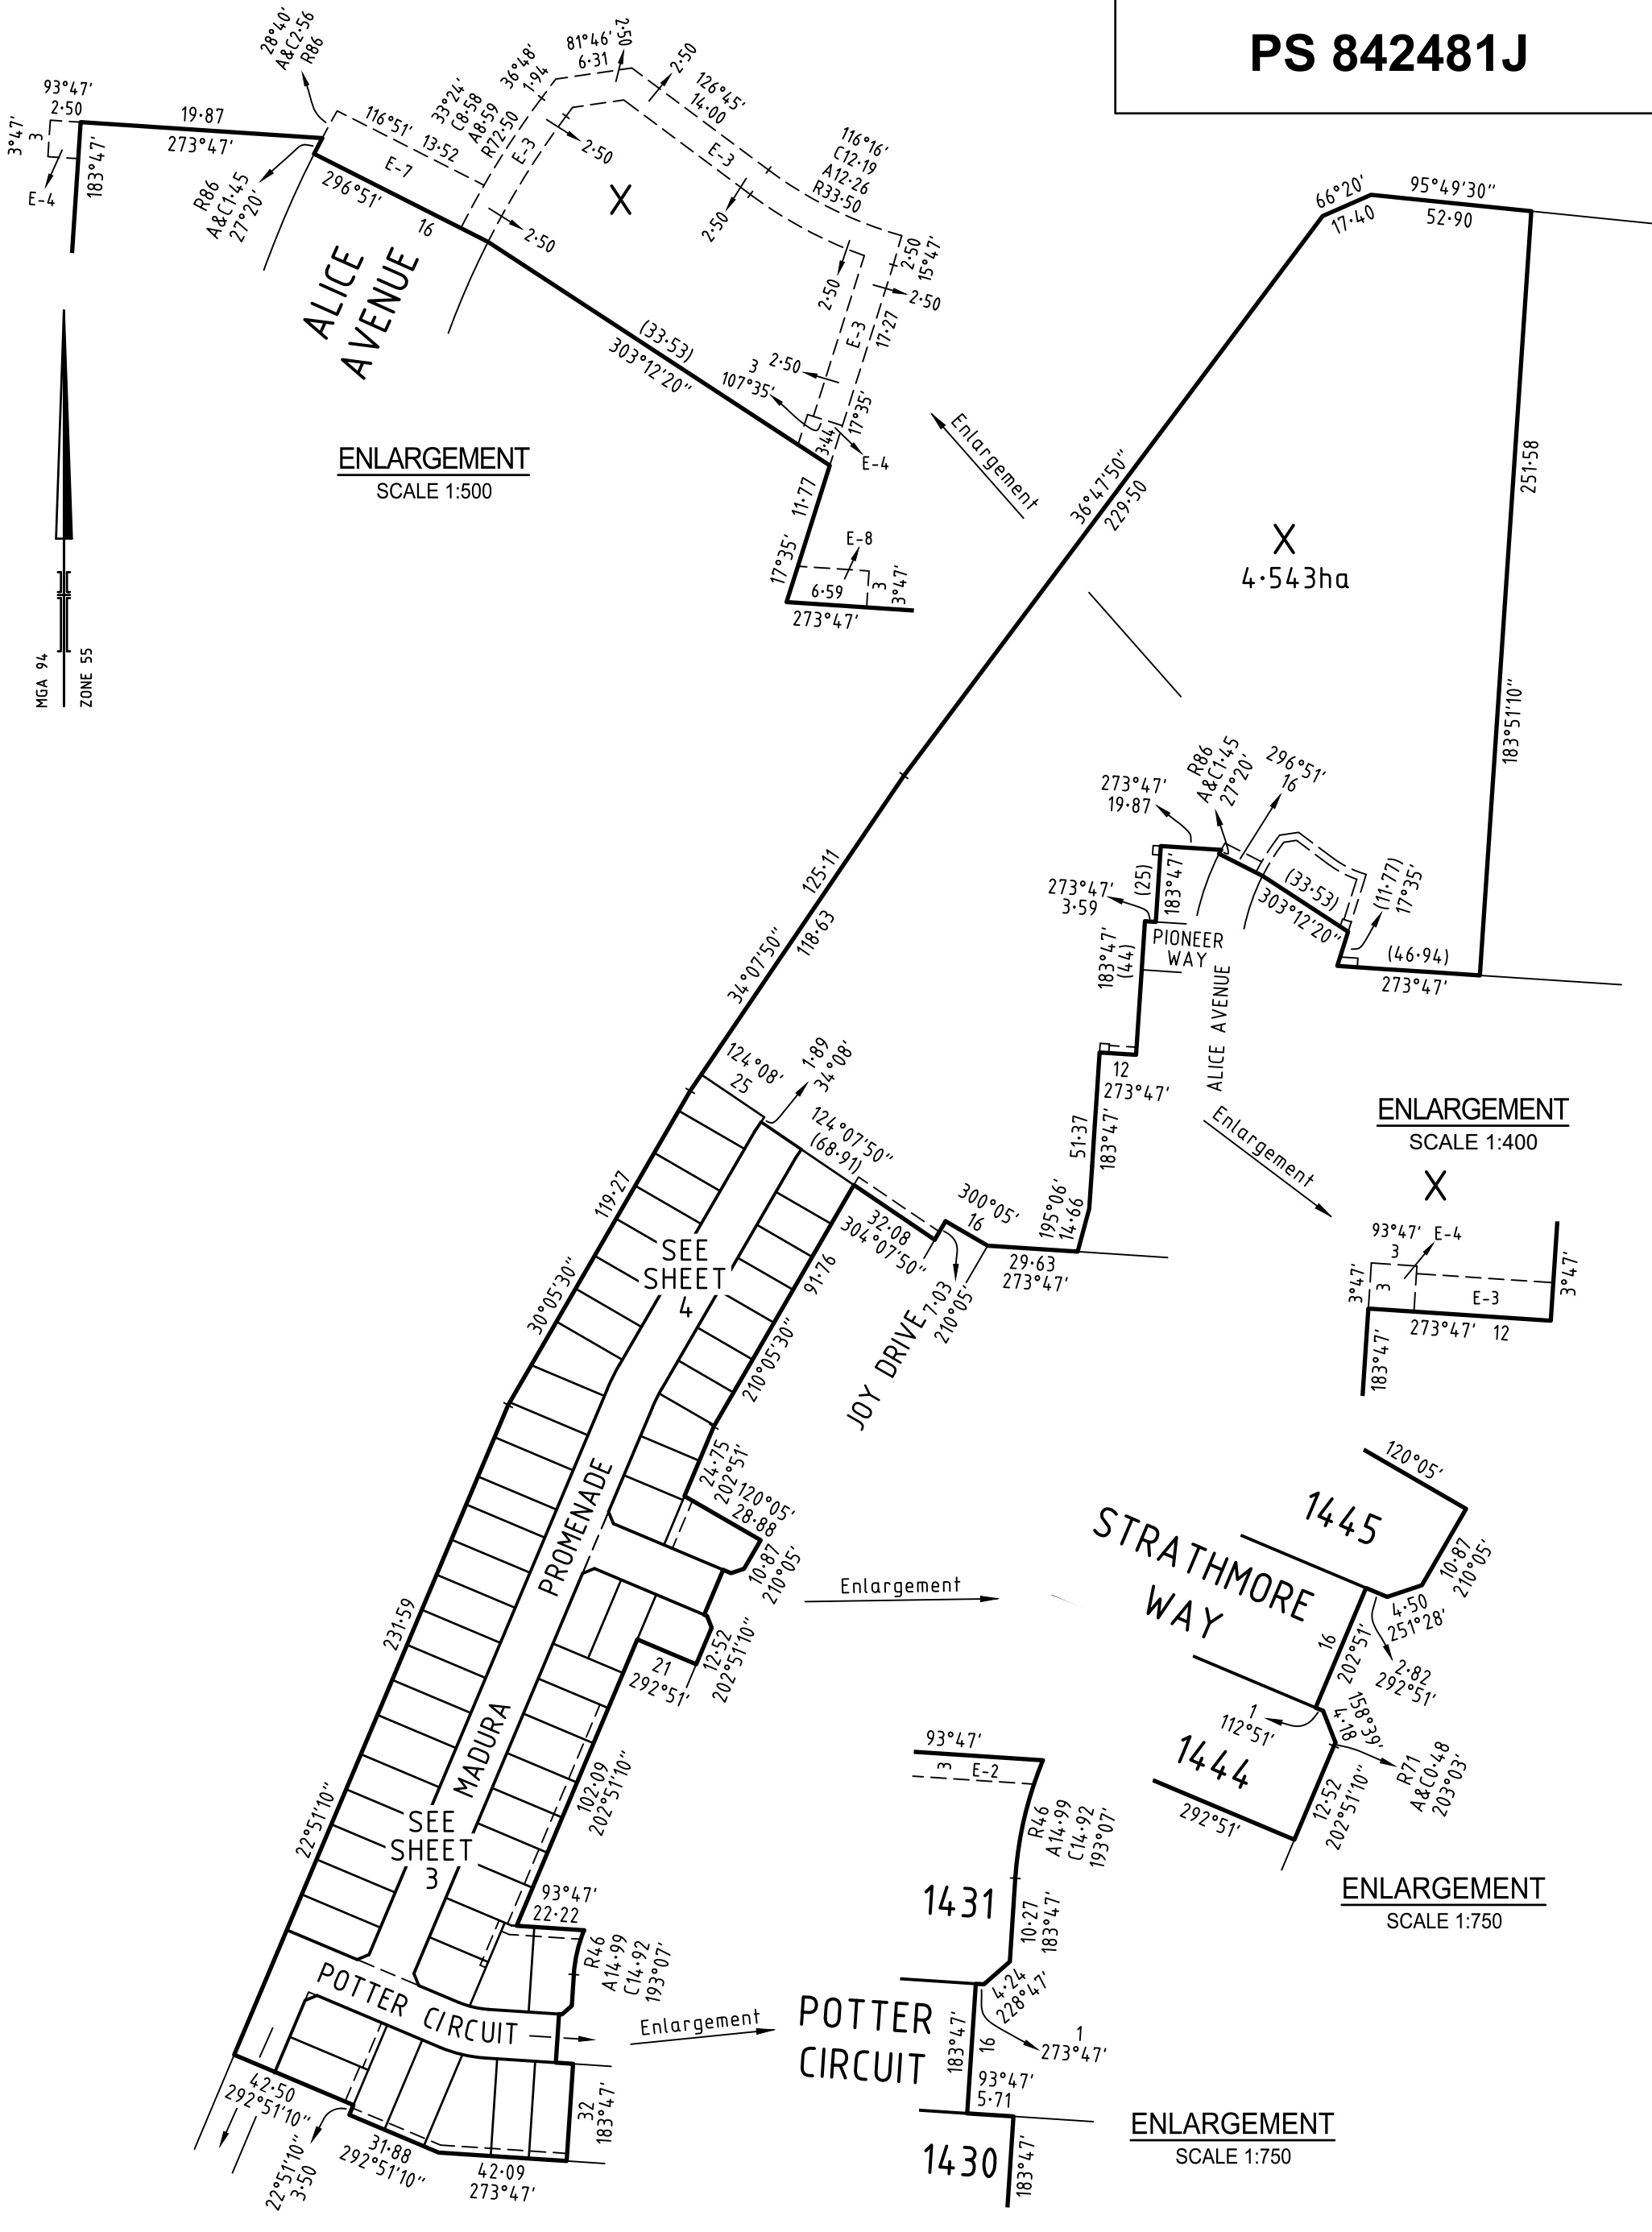 PS 842481J
28°40'
A&C2·56
R86
93°47'
2·50
3°47'
3
E-4
183°47'
19·87
273°47'
R86
A&C1·45
27°20'
116°51'
13·52
E-7
296°51'
16
33°24'
C8·58
A8·59
R72·50
36°48'
1·94
81°46'
6·31
2·50
2·50
126°45'
14·00
E-3
2·50
E-3
2·50
116°16'
C12·19
A12·26
R33·50
X
2·50
2·50
2·50
15°47'
2·50
E-3
17·27
ALICE
AVENUE
(33·53)
303°12'20"
3
107°35'
2·50
17°35'
3·44
E-4
11·77
17°35'
E-8
6·59
3
3°47'
273°47'
ENLARGEMENT
SCALE 1:500
Enlargement
MGA 94
ZONE 55
66°20'
17·40
95°49'30"
52·90
36°47'50"
229·50
251·58
183°51'10"
X
4·543ha
273°47'
19·87
R86
A&C1·45
27°20'
296°51'
16
(25)
183°47'
273°47'
3·59
(33·53)
303°12'20"
(11·77)
17°35'
(46·94)
273°47'
183°47'
(44)
PIONEER
WAY
ALICE AVENUE
12
273°47'
51·37
183°47'
195°06'
14·66
125·11
34°07'50"
118·63
124°08'
25
1·89
34°08'
124°07'50"
(68·91)
32·08
304°07'50"
300°05'
16
29·63
273°47'
7·03
210°05'
JOY DRIVE
Enlargement
ENLARGEMENT
SCALE 1:400
X
93°47'
3
E-4
3°47'
3
E-3
3°47'
273°47' 12
183°47'
119·27
30°05'30"
SEE
SHEET
4
91·76
210°05'30"
24·75
202°51'
120°05'
28·88
10·87
210°05'
PROMENADE
MADURA
12·52
202°51'10"
21
292°51'
231·59
22°51'10"
102·09
202°51'10"
SEE
SHEET
3
93°47'
22·22
R46
A14·99
C14·92
193°07'
POTTER CIRCUIT
42·50
292°51'10"
22°51'10"
3·50
31·88
292°51'10"
42·09
273°47'
32
183°47'
Enlargement
Enlargement
120°05'
1445
STRATHMORE
WAY
10·87
210°05'
4·50
251°28'
16
202°51'
2·82
292°51'
1
112°51'
158°39'
4·18
1444
R71
A&C0·48
203°03'
12·52
202°51'10"
292°51'
ENLARGEMENT
SCALE 1:750
93°47'
3
E-2
R46
A14·99
C14·92
193°07'
1431
10·27
183°47'
4·24
228°47'
POTTER
CIRCUIT
183°47'
16
1
273°47'
93°47'
5·71
1430
183°47'
ENLARGEMENT
SCALE 1:750